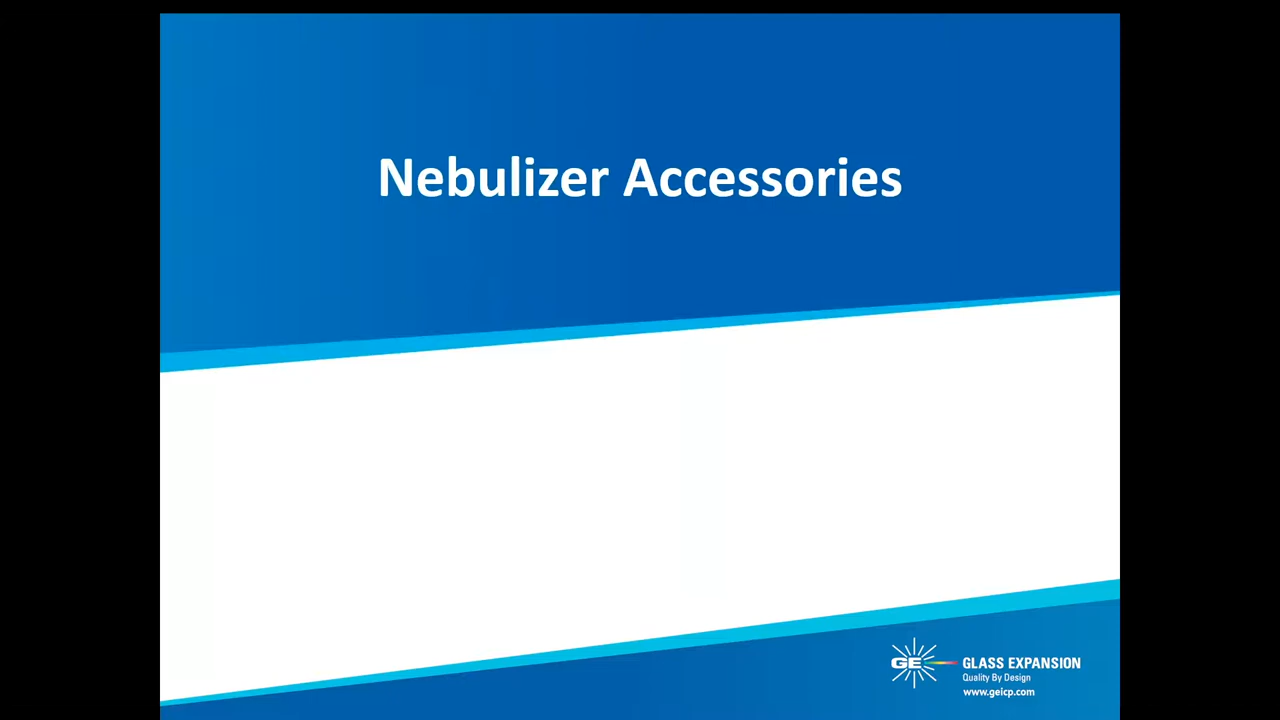 Nebulizer Accessories
GE
GLASS EXPANSION
Quality By Design
www.geicp.com